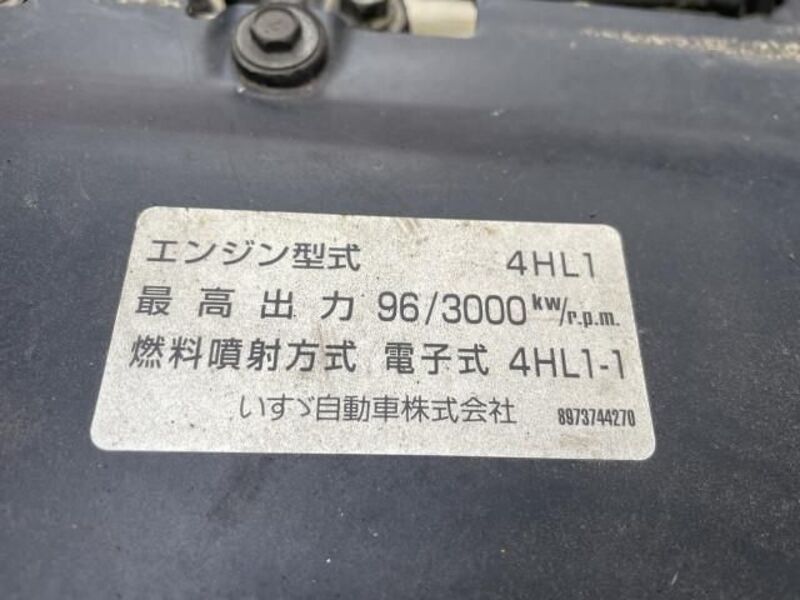 エンジン型式 4HL1
最高出力 96/3000 kw/r.p.m.
燃料噴射方式 電子式 4HL1-1
いすゞ自動車株式会社 8973744270